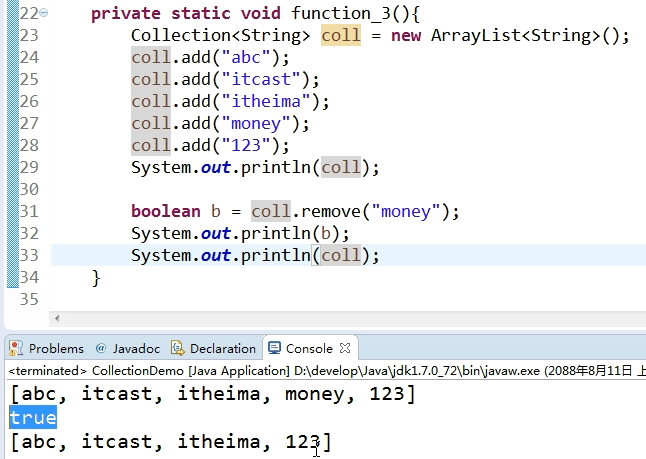 22 private static void function_3(){
23 Collection<String> coll = new ArrayList<String>();
24 coll.add("abc");
25 coll.add("itcast");
26 coll.add("itheima");
27 coll.add("money");
28 coll.add("123");
29 System.out.println(coll);
30
31 boolean b = coll.remove("money");
32 System.out.println(b);
33 System.out.println(coll);
34 }
35
Problems @ Javadoc Declaration Console
<terminated> CollectionDemo [Java Application] D:\develop\Java\jdk1.7.0_72\bin\javaw.exe (2088年8月11日 上
[abc, itcast, itheima, money, 123]
true
[abc, itcast, itheima, 123]